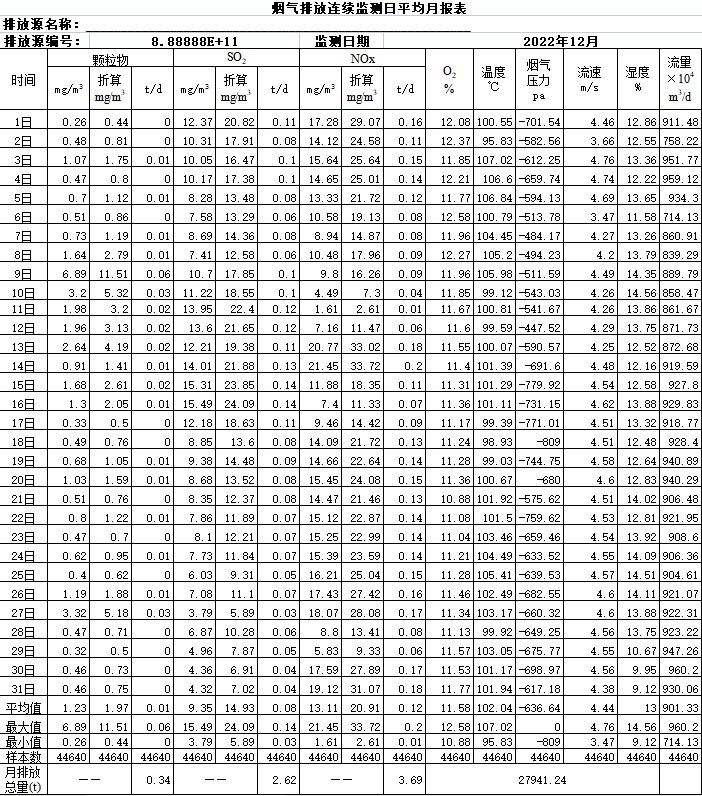 烟气排放连续监测日平均月报表
排放源名称:
排放源编号: 8.88888E+11 监测日期 2022年12月
时间 颗粒物 SO2 NOx O2 % 温度 ℃ 烟气压力 pa 流速 m/s 湿度 % 流量 ×10⁴ m³/d
mg/m³ 折算 mg/m³ t/d mg/m³ 折算 mg/m³ t/d mg/m³ 折算 mg/m³ t/d
1日 0.26 0.44 0 12.37 20.82 0.11 17.28 29.07 0.16 12.08 100.55 -701.54 4.46 12.86 911.48
2日 0.48 0.81 0 10.31 17.91 0.08 14.12 24.58 0.11 12.37 95.83 -582.56 3.66 12.55 758.22
3日 1.07 1.75 0.01 10.05 16.47 0.1 15.64 25.64 0.15 11.85 107.02 -612.25 4.76 13.36 951.77
4日 0.47 0.8 0 10.17 17.38 0.1 14.65 25.01 0.14 12.21 106.6 -659.74 4.74 12.22 959.12
5日 0.7 1.12 0.01 8.28 13.48 0.08 13.33 21.72 0.12 11.77 106.84 -594.13 4.69 13.65 934.3
6日 0.51 0.86 0 7.58 13.29 0.06 10.58 19.13 0.08 12.58 100.79 -513.78 3.47 11.58 714.13
7日 0.73 1.19 0.01 8.69 14.36 0.08 8.94 14.87 0.08 11.96 104.45 -484.17 4.27 13.26 860.91
8日 1.64 2.79 0.01 7.41 12.58 0.06 10.48 17.96 0.09 12.27 105.2 -494.23 4.2 13.79 839.29
9日 6.89 11.51 0.06 10.7 17.85 0.1 9.8 16.26 0.09 11.96 105.98 -511.59 4.49 14.35 889.79
10日 3.2 5.32 0.03 11.22 18.55 0.1 4.49 7.3 0.04 11.85 99.12 -543.03 4.26 14.56 858.47
11日 1.98 3.2 0.02 13.95 22.4 0.12 1.61 2.61 0.01 11.67 100.81 -541.67 4.26 13.86 861.67
12日 1.96 3.13 0.02 13.6 21.65 0.12 7.16 11.47 0.06 11.6 99.59 -447.52 4.29 13.75 871.73
13日 2.64 4.19 0.02 12.21 19.38 0.11 20.77 33.02 0.18 11.55 100.07 -590.57 4.25 12.52 872.68
14日 0.91 1.41 0.01 14.01 21.88 0.13 21.45 33.72 0.2 11.4 101.39 -691.6 4.48 12.16 919.59
15日 1.68 2.61 0.02 15.31 23.85 0.14 11.88 18.35 0.11 11.31 101.29 -779.92 4.54 12.58 927.8
16日 1.3 2.05 0.01 15.49 24.09 0.14 7.4 11.33 0.07 11.36 101.11 -731.15 4.62 13.88 929.83
17日 0.33 0.5 0 12.18 18.63 0.11 9.46 14.42 0.09 11.17 99.39 -771.01 4.51 13.32 918.77
18日 0.49 0.76 0 8.85 13.6 0.08 14.09 21.72 0.13 11.24 98.93 -809 4.51 12.48 928.4
19日 0.68 1.05 0.01 9.38 14.48 0.09 14.66 22.64 0.14 11.28 99.03 -744.75 4.58 12.64 940.89
20日 1.03 1.59 0.01 8.68 13.52 0.08 15.45 24.08 0.15 11.36 100.67 -680 4.6 12.83 940.29
21日 0.51 0.76 0 8.35 12.37 0.08 14.47 21.46 0.13 10.88 101.92 -575.62 4.51 14.02 906.48
22日 0.8 1.22 0.01 7.86 11.89 0.07 15.12 22.87 0.14 11.08 101.5 -759.62 4.53 12.81 921.95
23日 0.47 0.7 0 8.1 12.21 0.07 15.25 22.99 0.14 11.04 103.46 -659.46 4.54 13.92 908.6
24日 0.62 0.95 0.01 7.73 11.84 0.07 15.39 23.59 0.14 11.21 104.49 -633.52 4.55 14.09 906.36
25日 0.4 0.62 0 6.03 9.31 0.05 16.21 25.04 0.15 11.28 105.41 -639.53 4.57 14.51 904.61
26日 1.19 1.88 0.01 7.08 11.1 0.07 17.43 27.42 0.16 11.46 102.49 -682.55 4.6 14.11 921.07
27日 3.32 5.18 0.03 3.79 5.89 0.03 18.07 28.08 0.17 11.34 103.17 -660.32 4.6 13.88 922.31
28日 0.47 0.71 0 6.87 10.28 0.06 8.8 13.41 0.08 11.13 99.92 -649.25 4.56 13.75 923.22
29日 0.32 0.5 0 4.96 7.87 0.05 5.83 9.33 0.06 11.57 103.05 -675.77 4.55 10.67 947.26
30日 0.46 0.73 0 4.36 6.91 0.04 17.59 27.89 0.17 11.53 101.17 -698.97 4.56 9.95 960.2
31日 0.46 0.75 0 4.32 7.02 0.04 19.12 31.07 0.18 11.77 101.94 -617.18 4.38 9.12 930.06
平均值 1.23 1.97 0.01 9.35 14.93 0.08 13.11 20.91 0.12 11.58 102.04 -636.64 4.44 13 901.33
最大值 6.89 11.51 0.06 15.49 24.09 0.14 21.45 33.72 0.2 12.58 107.02 0 4.76 14.56 960.2
最小值 0.26 0.44 0 3.79 5.89 0.03 1.61 2.61 0.01 10.88 95.83 -809 3.47 9.12 714.13
样本数 44640 44640 44640 44640 44640 44640 44640 44640 44640 44640 44640 44640 44640 44640 44640
月排放总量(t) —— 0.34 —— 2.62 —— 3.69 27941.24